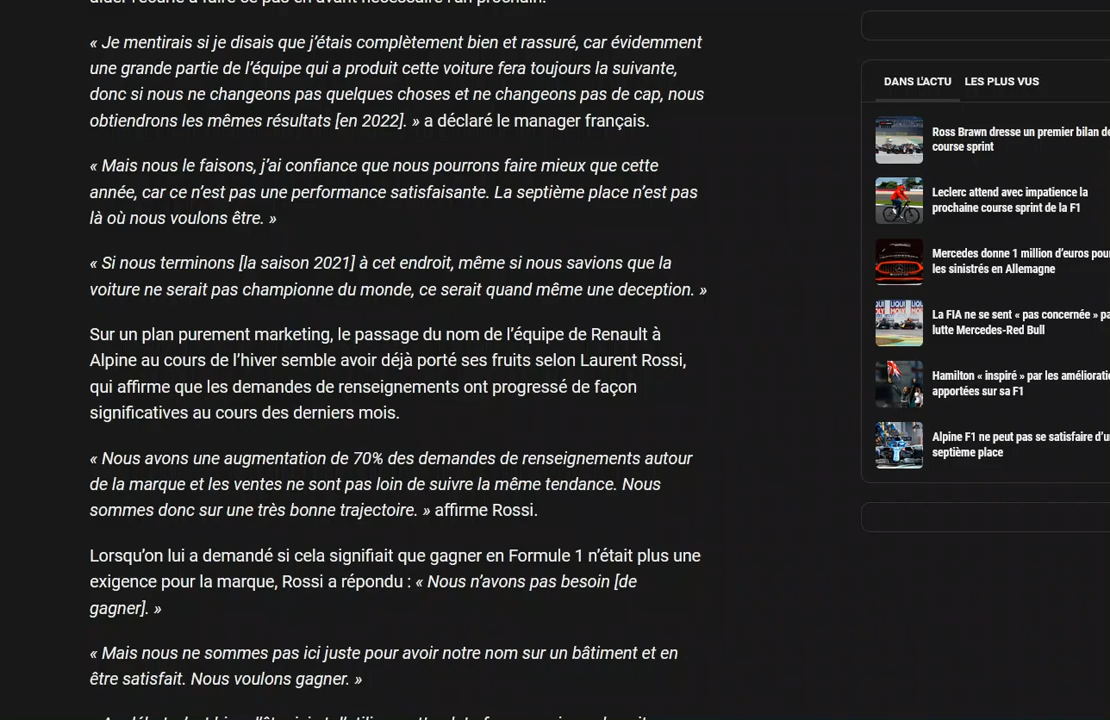 « Je mentirais si je disais que j'étais complètement bien et rassuré, car évidemment
une grande partie de l'équipe qui a produit cette voiture fera toujours la suivante,
donc si nous ne changeons pas quelques choses et ne changeons pas de cap, nous
obtiendrons les mêmes résultats [en 2022]. » a déclaré le manager français.
« Mais nous le faisons, j'ai confiance que nous pourrons faire mieux que cette
année, car ce n'est pas une performance satisfaisante. La septième place n'est pas
là où nous voulons être. »
« Si nous terminons [la saison 2021] à cet endroit, même si nous savions que la
voiture ne serait pas championne du monde, ce serait quand même une deception. »
Sur un plan purement marketing, le passage du nom de l'équipe de Renault à
Alpine au cours de l'hiver semble avoir déjà porté ses fruits selon Laurent Rossi,
qui affirme que les demandes de renseignements ont progressé de façon
significatives au cours des derniers mois.
« Nous avons une augmentation de 70% des demandes de renseignements autour
de la marque et les ventes ne sont pas loin de suivre la même tendance. Nous
sommes donc sur une très bonne trajectoire. » affirme Rossi.
Lorsqu'on lui a demandé si cela signifiait que gagner en Formule 1 n'était plus une
exigence pour la marque, Rossi a répondu : « Nous n'avons pas besoin [de
gagner]. »
« Mais nous ne sommes pas ici juste pour avoir notre nom sur un bâtiment et en
être satisfait. Nous voulons gagner. »
DANS L'ACTU LES PLUS VUS
Ross Brawn dresse un premier bilan de
course sprint
Leclerc attend avec impatience la
prochaine course sprint de la F1
Mercedes donne 1 million d'euros pour
les sinistrés en Allemagne
La FIA ne se sent « pas concernée »
lutte Mercedes-Red Bull
Hamilton « inspiré » par les
apportées sur sa F1
Alpine F1 ne peut pas se satisfaire
septième place